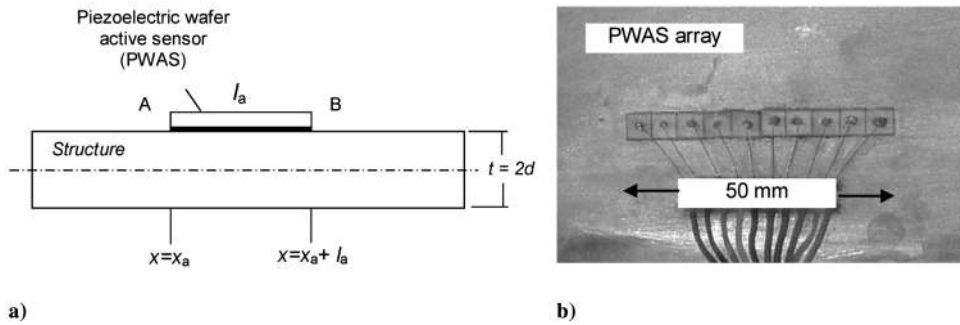 Piezoelectric wafer
active sensor
(PWAS)
A
lₐ
B
Structure
t = 2d
x=xₐ
x=xₐ+ lₐ
a)
PWAS array
50 mm
b)